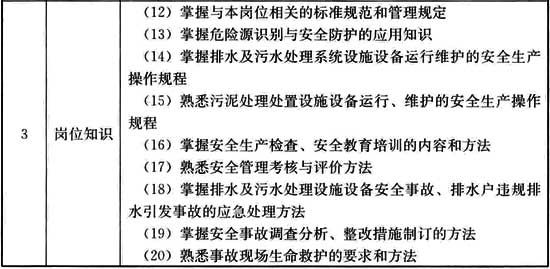 (12) 掌握与本岗位相关的标准规范和管理规定
(13) 掌握危险源识别与安全防护的应用知识
(14) 掌握排水及污水处理系统设施设备运行维护的安全生产
操作规程
(15) 熟悉污泥处理处置设施设备运行、维护的安全生产操作
规程
3 岗位知识
(16) 掌握安全生产检查、安全教育培训的内容和方法
(17) 熟悉安全管理考核与评价方法
(18) 掌握排水及污水处理设施设备安全事故、排水户违规排
水引发事故的应急处理方法
(19) 掌握安全事故调查分析、整改措施制订的方法
(20) 熟悉事故现场生命救护的要求和方法